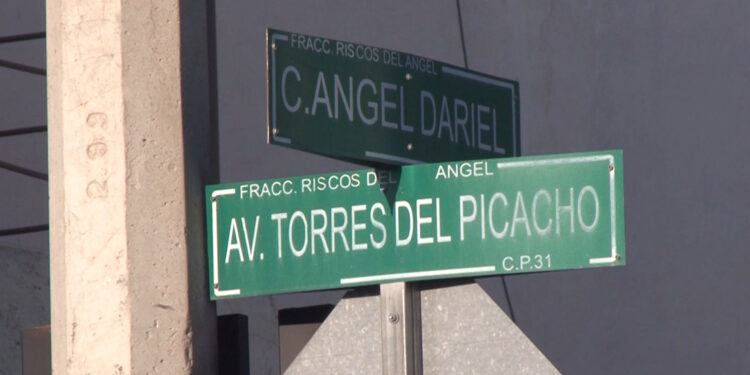 FRACC. RISCOS DEL ANGEL
C.ANGEL DARIEL
FRACC. RISCOS DEL ANGEL
AV. TORRES DEL PICACHO
C.P.31
299